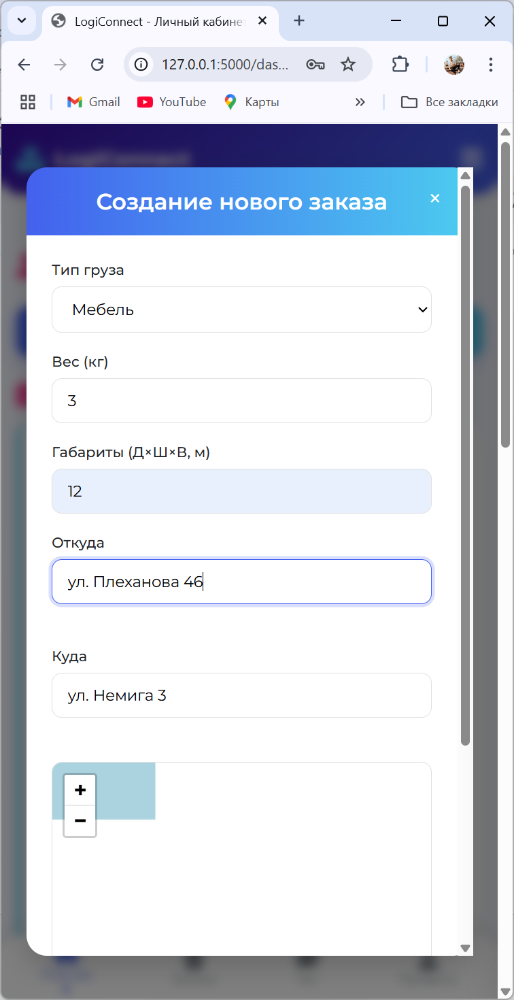 LogiConnect - Личный кабинет
127.0.0.1:5000/das...
Gmail
YouTube
Карты
Все закладки
LogiConnect
Создание нового заказа
Тип груза
Мебель
Вес (кг)
3
Габариты (Д×Ш×В, м)
12
Откуда
ул. Плеханова 46
Куда
ул. Немига 3
+
−